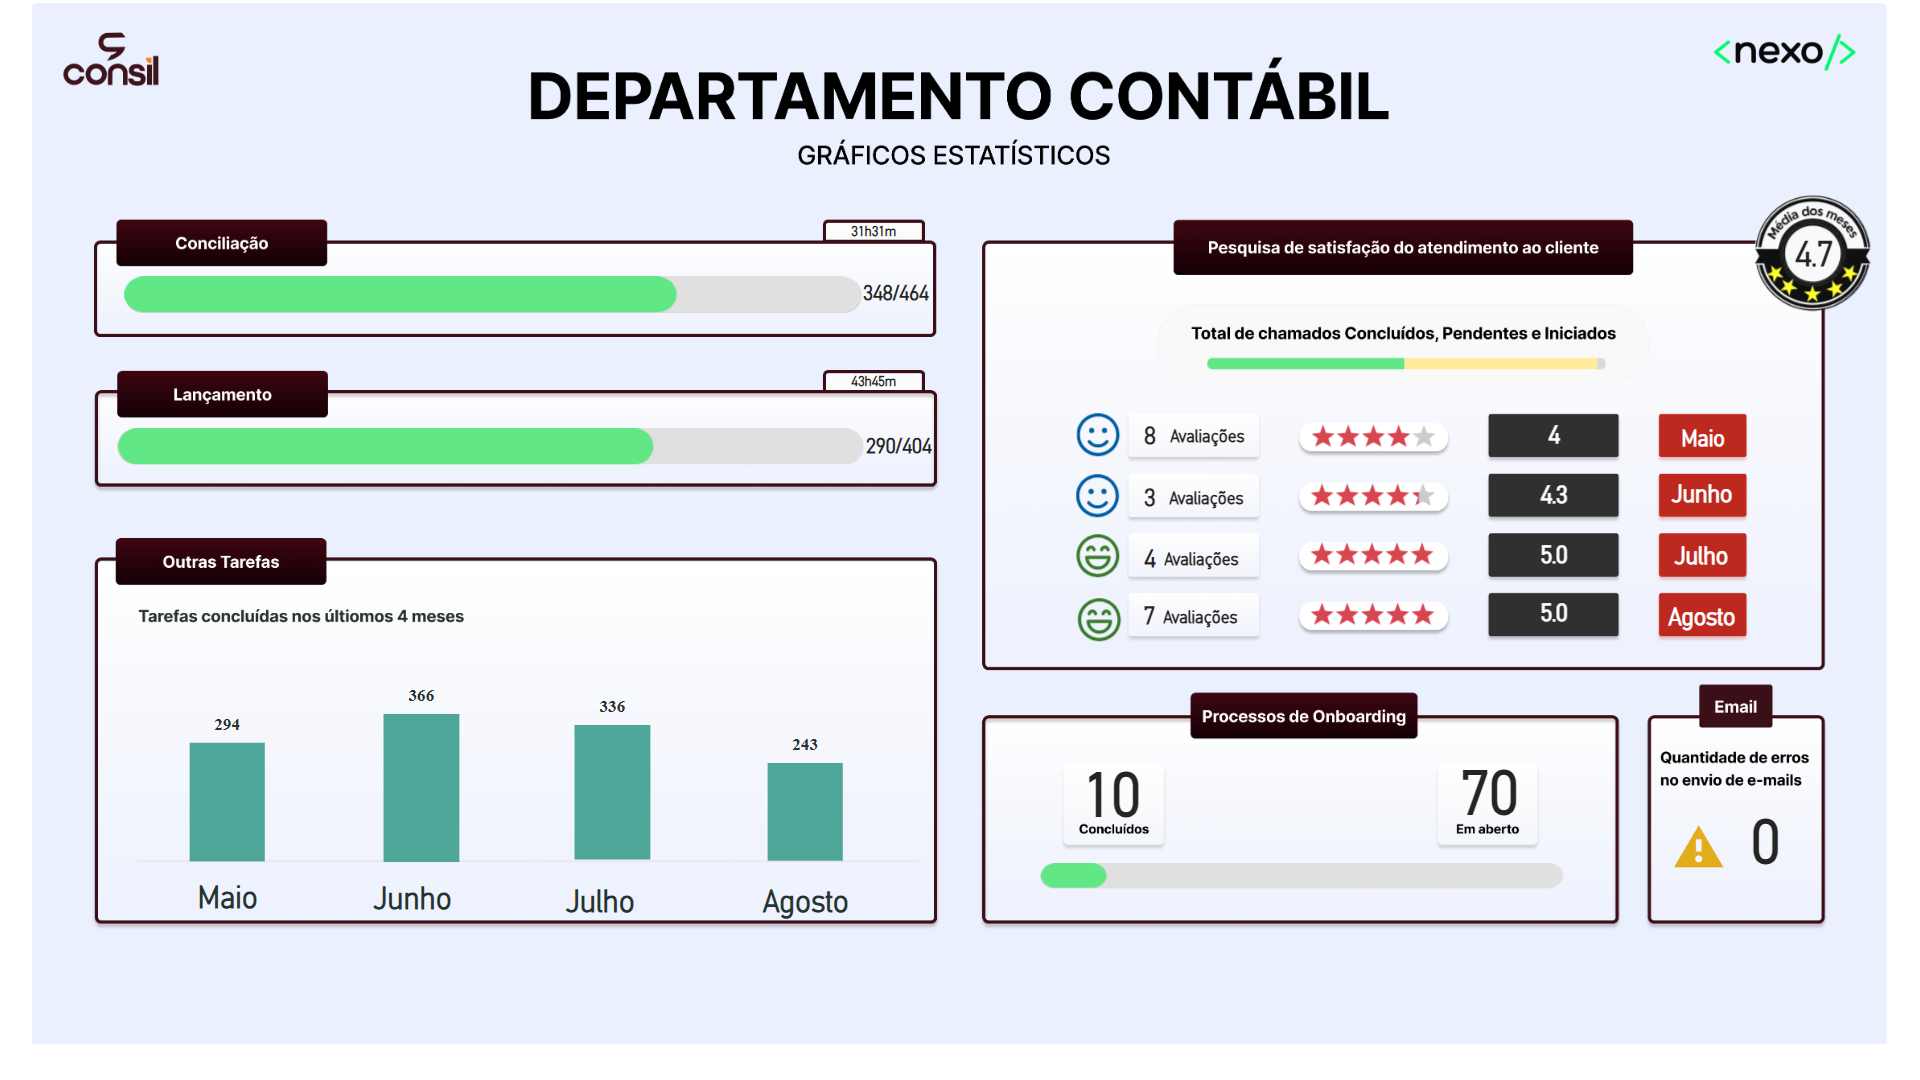 consil
<nexo/>
DEPARTAMENTO CONTÁBIL
GRÁFICOS ESTATÍSTICOS
Conciliação
31h31m
348/464
Lançamento
43h45m
290/404
Outras Tarefas
Tarefas concluídas nos últiomos 4 meses
294
366
336
243
Maio
Junho
Julho
Agosto
Pesquisa de satisfação do atendimento ao cliente
Média dos meses
4.7
Total de chamados Concluídos, Pendentes e Iniciados
8 Avaliações 4 Maio
3 Avaliações 4.3 Junho
4 Avaliações 5.0 Julho
7 Avaliações 5.0 Agosto
Processos de Onboarding
10
Concluídos
70
Em aberto
Email
Quantidade de erros
no envio de e-mails
0